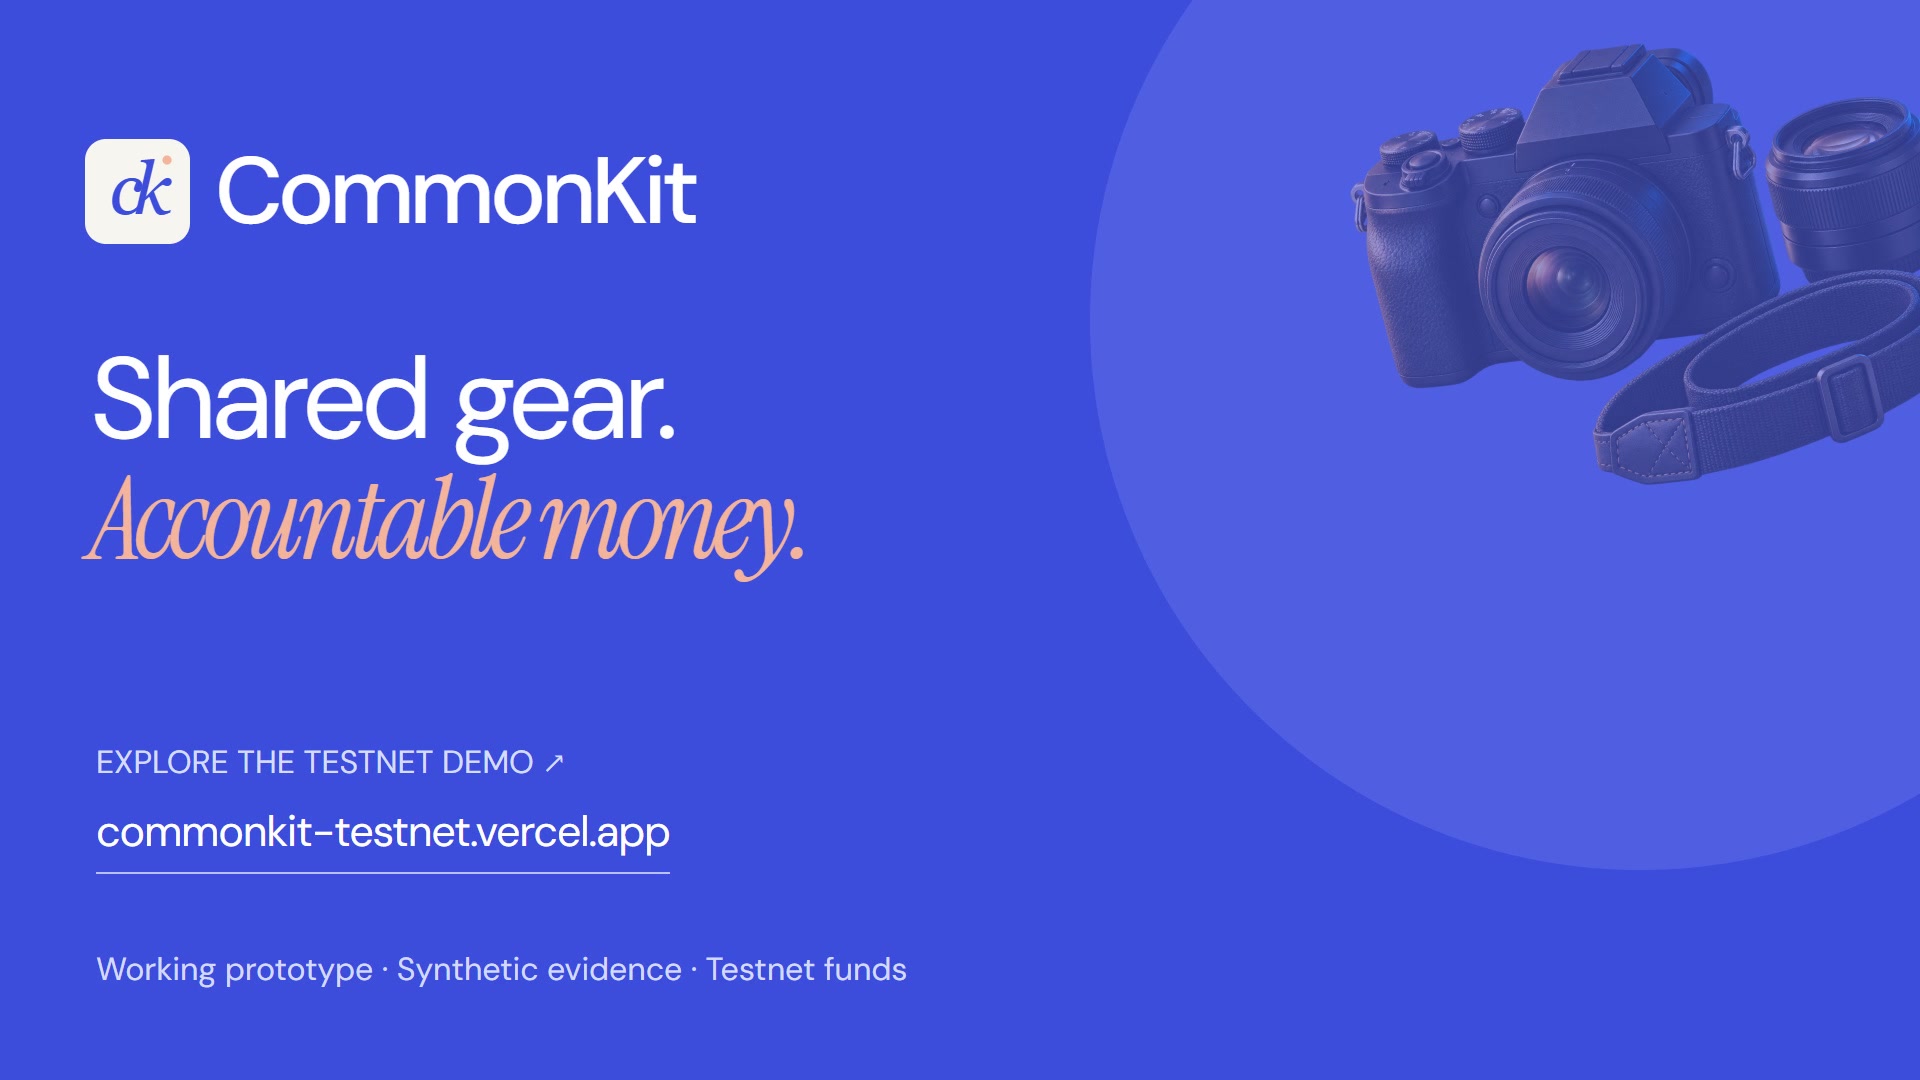 ck CommonKit
Shared gear.
Accountable money.
EXPLORE THE TESTNET DEMO ↗
commonkit-testnet.vercel.app
Working prototype · Synthetic evidence · Testnet funds